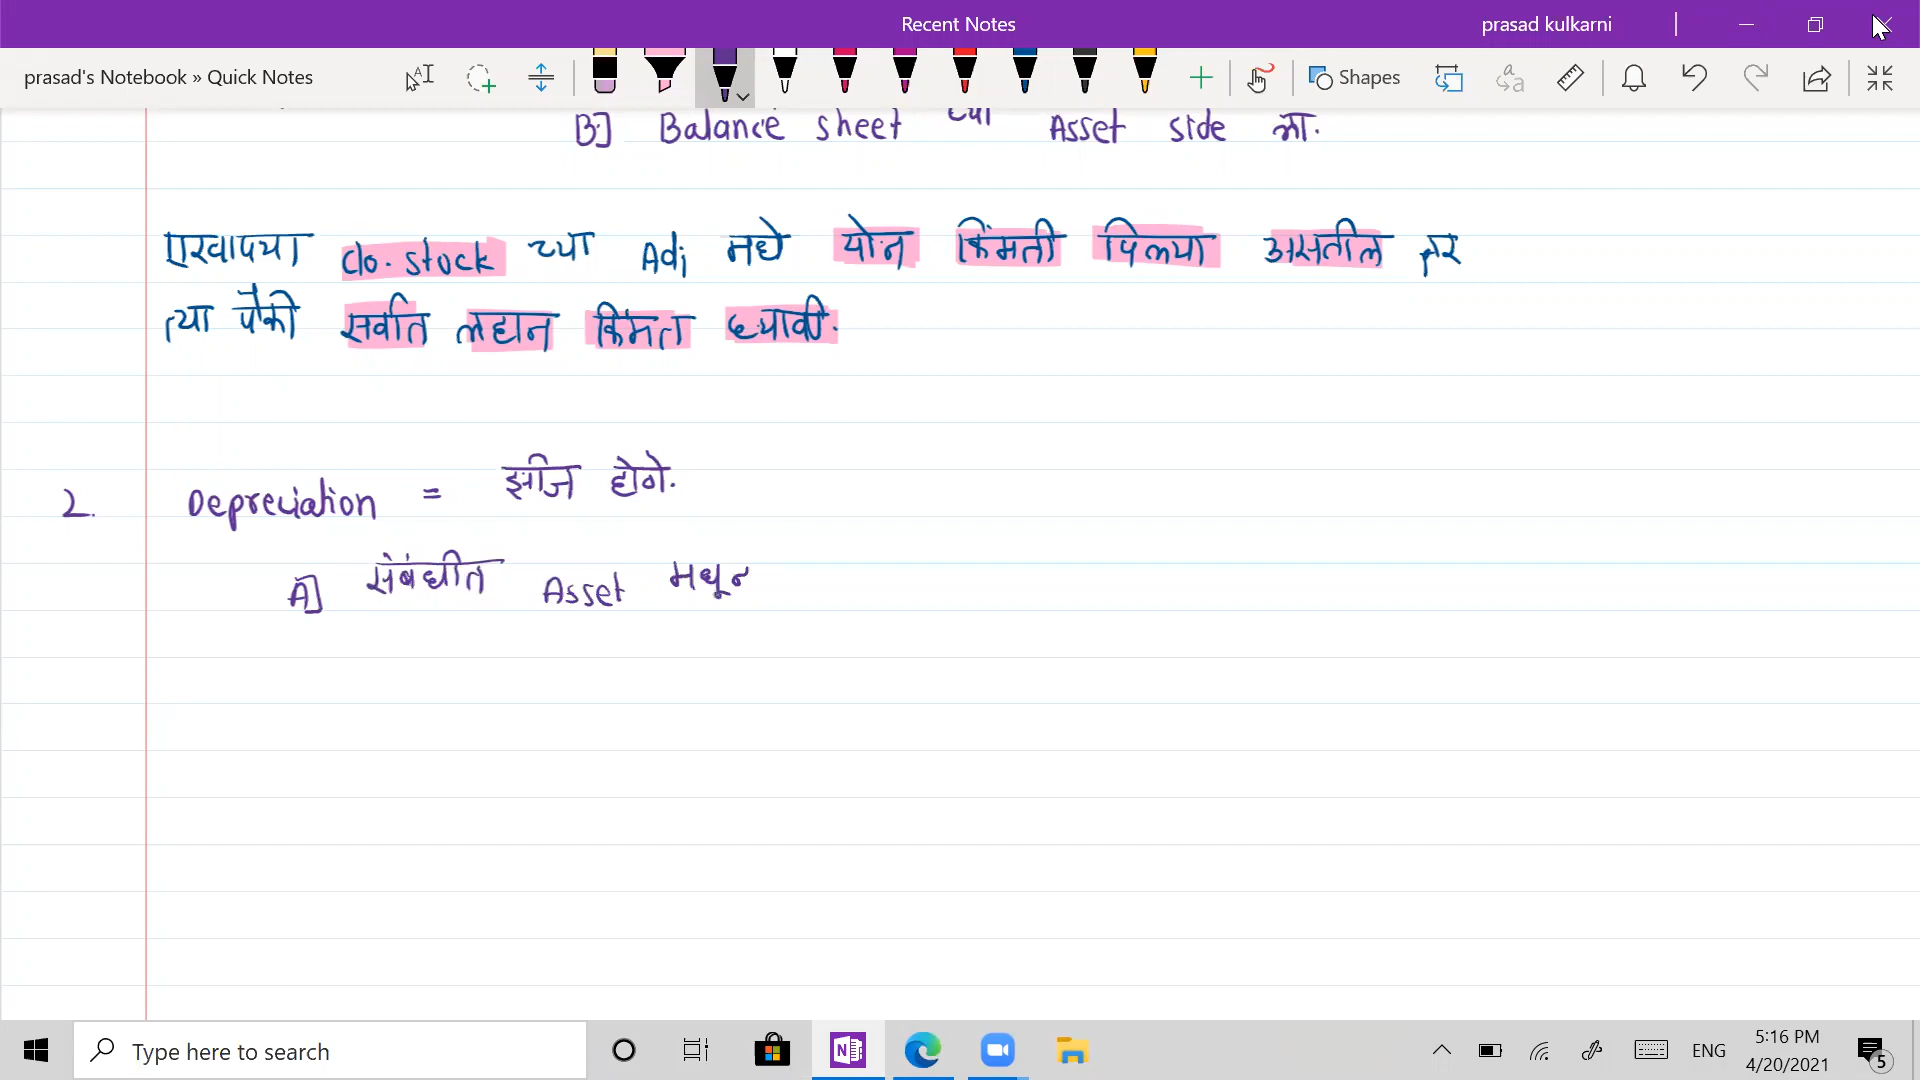 Recent Notes
prasad kulkarni
prasad's Notebook » Quick Notes
Shapes
B] Balance sheet च्या Asset side ला.
एखाद्या Clo. stock च्या Adj मधे दोन किंमती दिल्या असतील तर
त्या पैकी सर्वात लहान किंमत घ्यावी.
2. Depreciation = झीज होणे.
A] संबंधीत Asset मधून
Type here to search
ENG
5:16 PM
4/20/2021
5